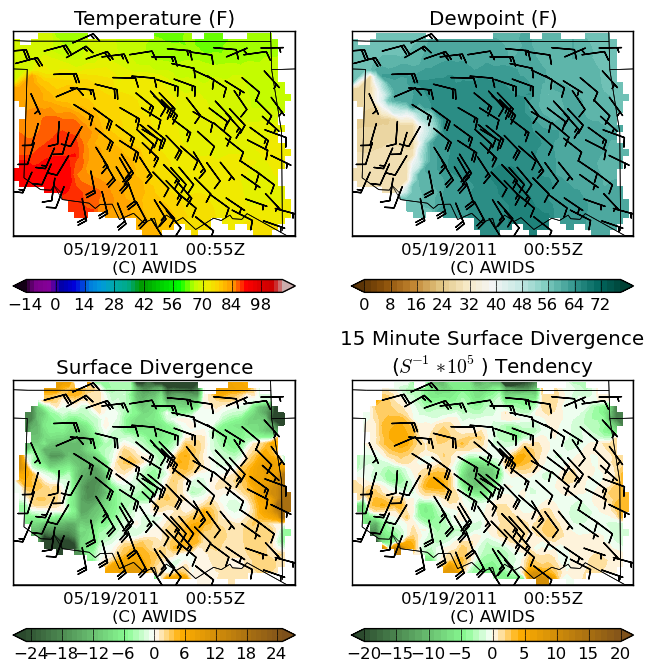 Temperature (F)
05/19/2011 00:55Z
(C) AWIDS
−14 0 14 28 42 56 70 84 98
Dewpoint (F)
05/19/2011 00:55Z
(C) AWIDS
0 8 16 24 32 40 48 56 64 72
Surface Divergence
05/19/2011 00:55Z
(C) AWIDS
−24 −18 −12 −6 0 6 12 18 24
15 Minute Surface Divergence
(S⁻¹ *10⁵ ) Tendency
05/19/2011 00:55Z
(C) AWIDS
−20 −15 −10 −5 0 5 10 15 20